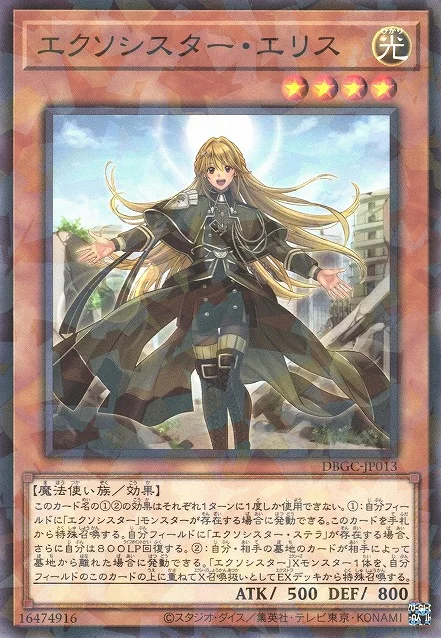 エクソシスター・エリス
光
DBGC-JP013
【魔法使い族／効果】
このカード名の①②の効果はそれぞれ1ターンに1度しか使用できない。①：自分フィー
ルドに「エクソシスター」モンスターが存在する場合に発動できる。このカードを手札
から特殊召喚する。自分フィールドに「エクソシスター・ステラ」が存在する場合、
さらに自分は８００LP回復する。②：自分・相手の墓地のカードが相手によって
墓地から離れた場合に発動できる。「エクソシスター」Xモンスター1体を、自分
フィールドのこのカードの上に重ねてX召喚扱いとしてEXデッキから特殊召喚する。
ATK/ 500 DEF/ 800
16474916
©スタジオ・ダイス／集英社・テレビ東京・KONAMI